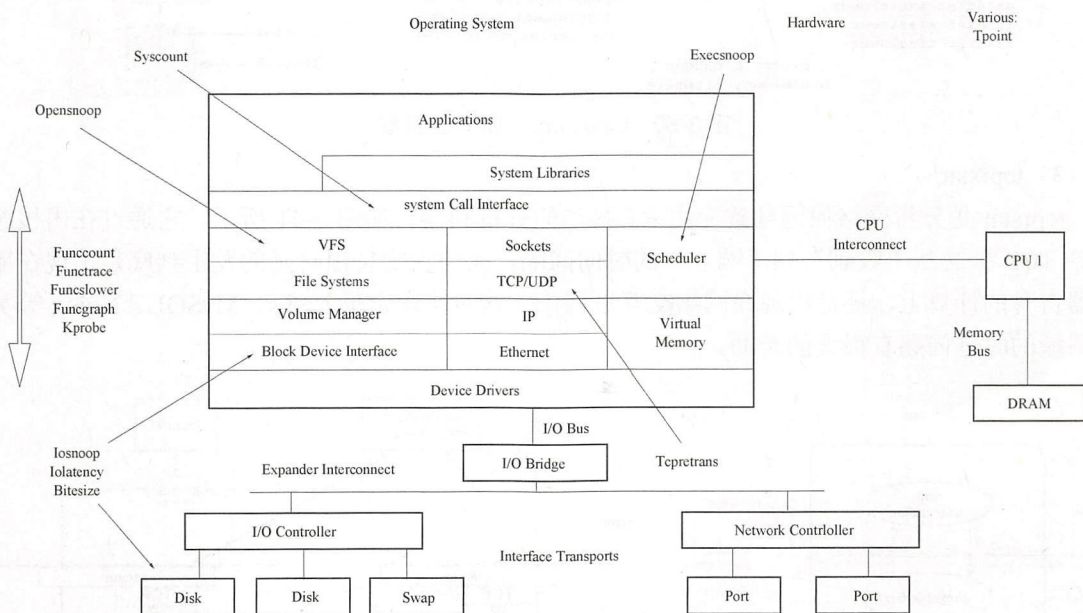 Operating System
Hardware
Various:
Tpoint
Syscount
Execsnoop
Opensnoop
Applications
System Libraries
system Call Interface
VFS
Sockets
Scheduler
CPU
Interconnect
CPU 1
Funccount
Functrace
Funcslower
Funcgraph
Kprobe
File Systems
TCP/UDP
Volume Manager
IP
Virtual
Memory
Memory
Bus
Block Device Interface
Ethernet
Device Drivers
DRAM
I/O Bus
Iosnoop
Iolatency
Bitesize
Expander Interconnect
I/O Bridge
Tcpretrans
I/O Controller
Network Controller
Interface Transports
Disk
Disk
Swap
Port
Port